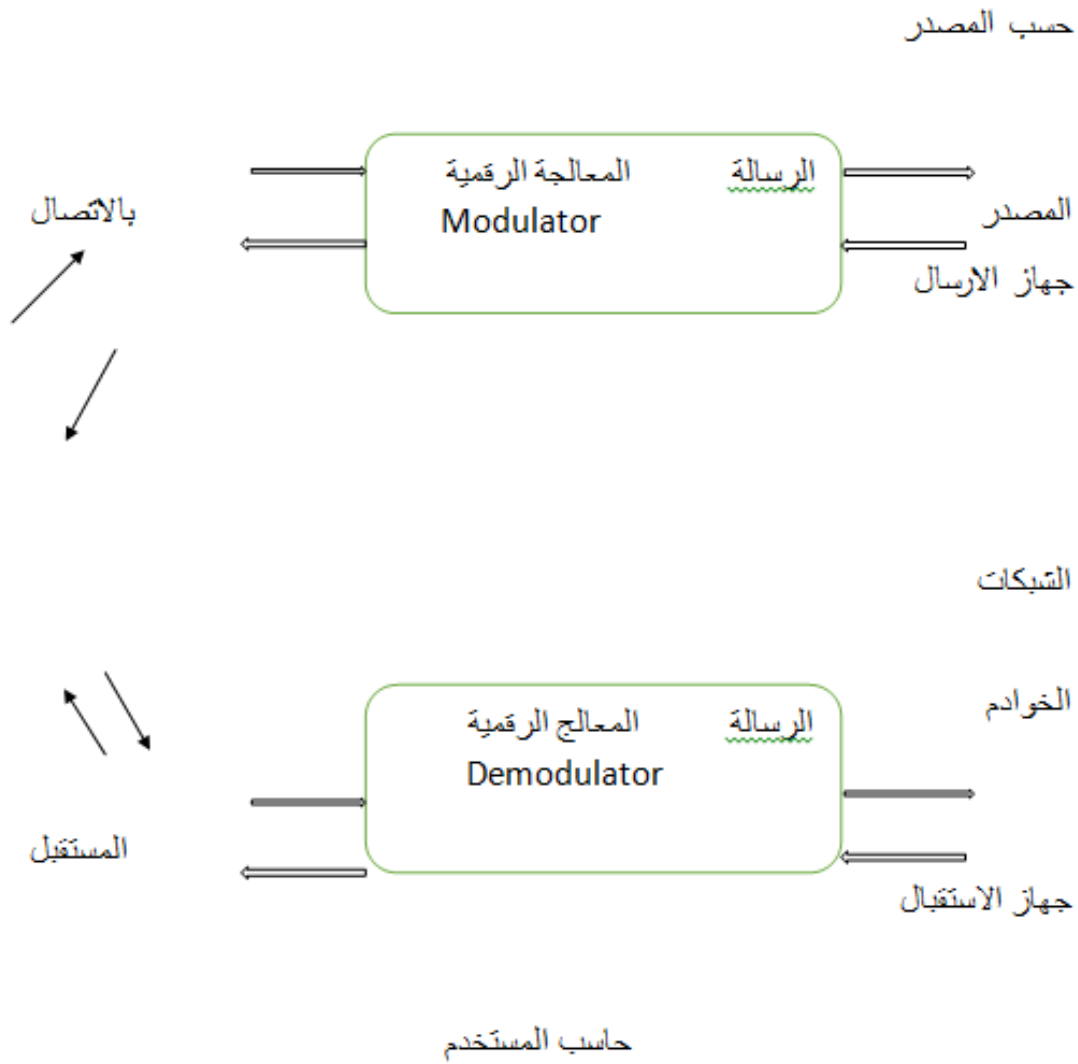 حسب المصدر
الرسالة المعالجة الرقمية
Modulator
المصدر
بالاتصال
جهاز الارسال
الشبكات
الخوادم
الرسالة المعالج الرقمية
Demodulator
المستقبل
جهاز الاستقبال
حاسب المستخدم